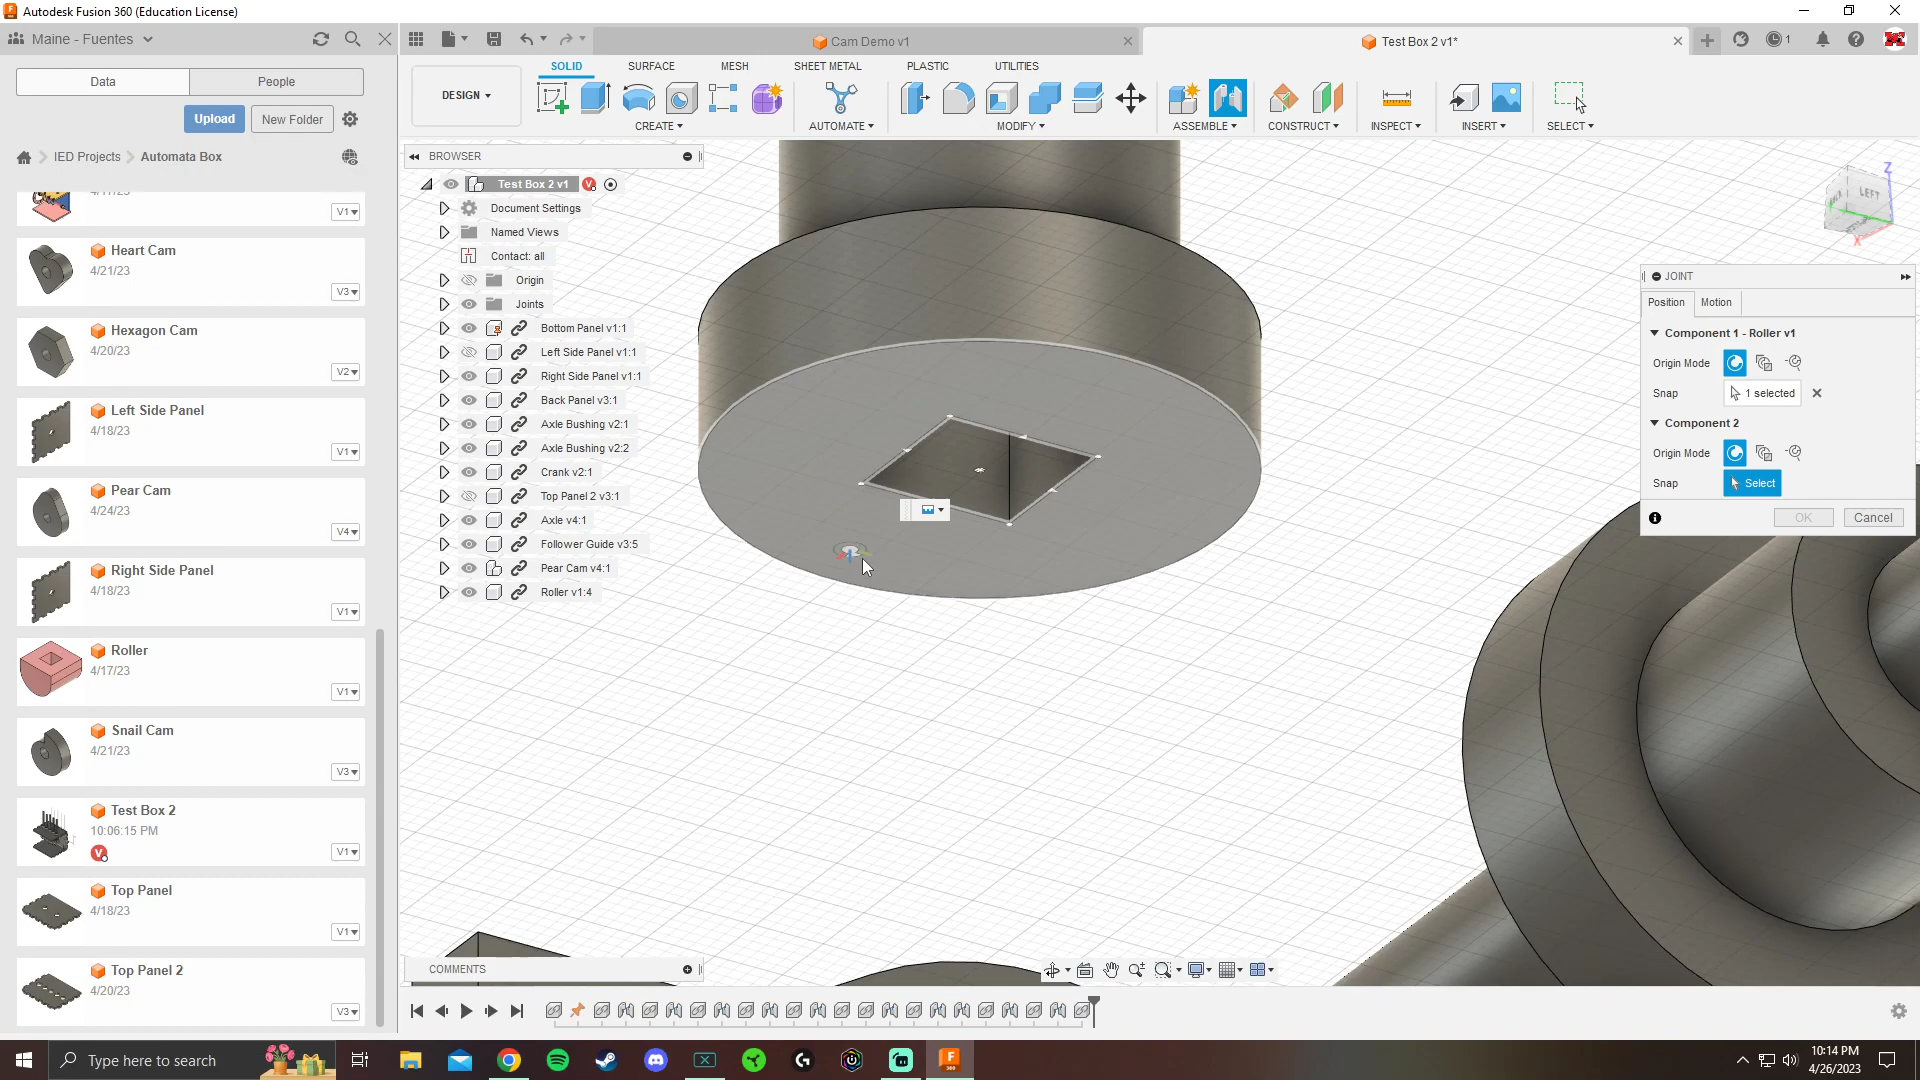 Autodesk Fusion 360 (Education License)
Maine - Fuentes
Cam Demo v1
Test Box 2 v1*
1
Data
People
Upload
New Folder
IED Projects
Automata Box
V1
Heart Cam
4/21/23
V3
Hexagon Cam
4/20/23
V2
Left Side Panel
4/18/23
V1
Pear Cam
4/24/23
V4
Right Side Panel
4/18/23
V1
Roller
4/17/23
V1
Snail Cam
4/21/23
V3
Test Box 2
10:06:15 PM
V
V1
Top Panel
4/18/23
V1
Top Panel 2
4/20/23
V3
DESIGN
SOLID
SURFACE
MESH
SHEET METAL
PLASTIC
UTILITIES
CREATE
AUTOMATE
MODIFY
ASSEMBLE
CONSTRUCT
INSPECT
INSERT
SELECT
BROWSER
Test Box 2 v1
Document Settings
Named Views
Contact: all
Origin
Joints
Bottom Panel v1:1
Left Side Panel v1:1
Right Side Panel v1:1
Back Panel v3:1
Axle Bushing v2:1
Axle Bushing v2:2
Crank v2:1
Top Panel 2 v3:1
Axle v4:1
Follower Guide v3:5
Pear Cam v4:1
Roller v1:4
Z
LEFT
X
JOINT
Position
Motion
Component 1 - Roller v1
Origin Mode
Snap
1 selected
Component 2
Origin Mode
Snap
Select
OK
Cancel
COMMENTS
Type here to search
10:14 PM
4/26/2023